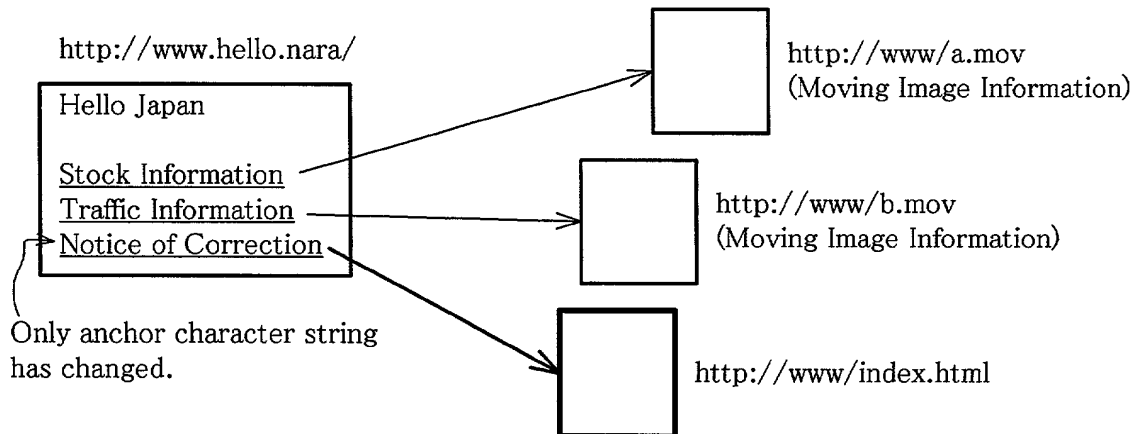 http://www.hello.nara/
Hello Japan
Stock Information
Traffic Information
Notice of Correction
Only anchor character string
has changed.
http://www/a.mov
(Moving Image Information)
http://www/b.mov
(Moving Image Information)
http://www/index.html